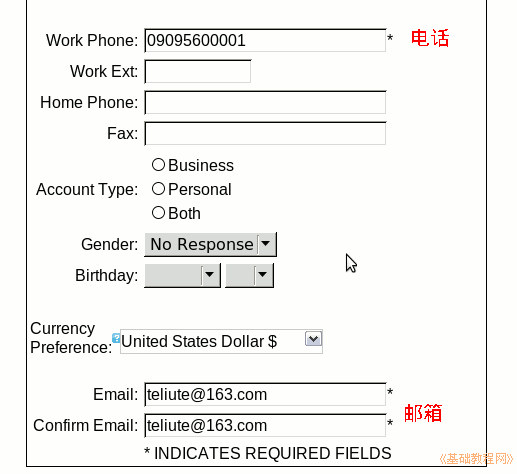 Work Phone: 09095600001 * 电话
Work Ext:
Home Phone:
Fax:
Business
Account Type: Personal
Both
Gender: No Response
Birthday:
Currency
Preference: ? United States Dollar $
Email: teliute@163.com *
Confirm Email: teliute@163.com * 邮箱
* INDICATES REQUIRED FIELDS
《基础教程网》